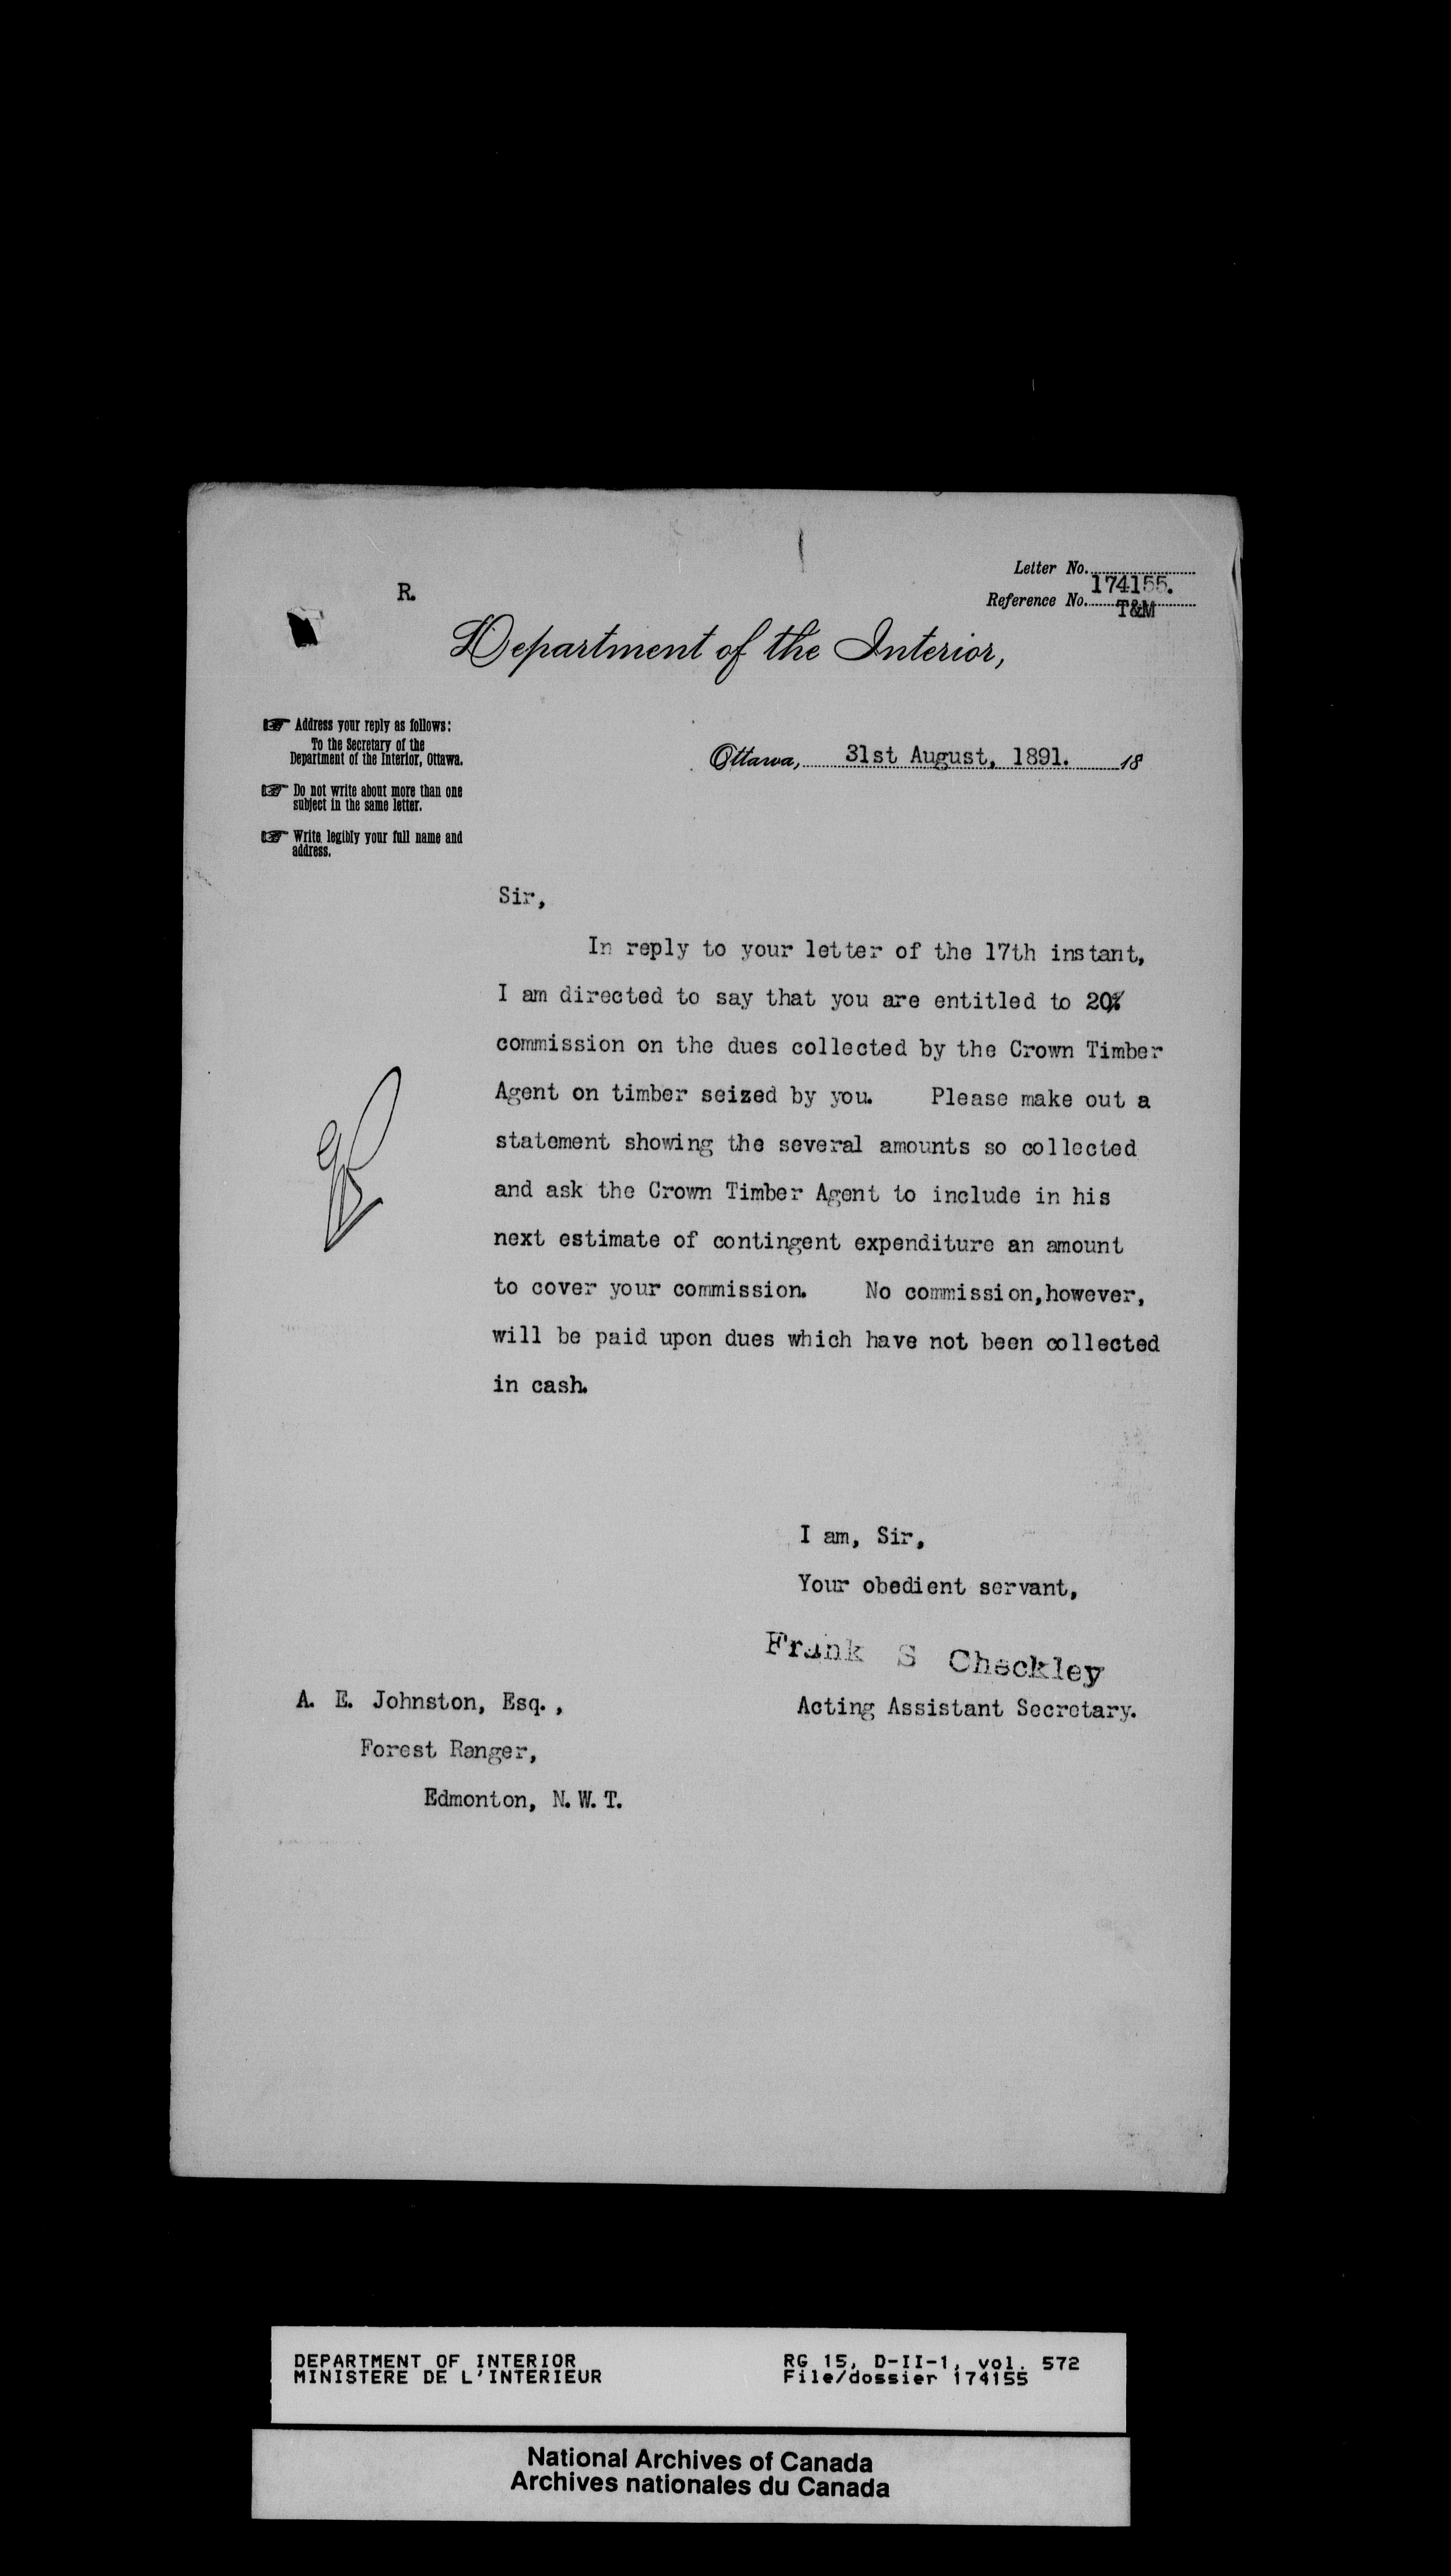 Letter No.
R.
174155.
Reference No. T&M
Department of the Interior,
Address your reply as follows:
To the Secretary of the
Department of the Interior, Ottawa.
Do not write about more than one
subject in the same letter.
Write legibly your full name and
address.
Ottawa, 31st August, 1891. 18
Sir,
In reply to your letter of the 17th instant,
I am directed to say that you are entitled to 20%
commission on the dues collected by the Crown Timber
Agent on timber seized by you. Please make out a
statement showing the several amounts so collected
and ask the Crown Timber Agent to include in his
next estimate of contingent expenditure an amount
to cover your commission. No commission,however,
will be paid upon dues which have not been collected
in cash.
I am, Sir,
Your obedient servant,
Frank S Checkley
Acting Assistant Secretary.
A. E. Johnston, Esq.,
Forest Ranger,
Edmonton, N.W.T.
DEPARTMENT OF INTERIOR
MINISTERE DE L'INTERIEUR
RG 15, D-II-1, vol. 572
File/dossier 174155
National Archives of Canada
Archives nationales du Canada